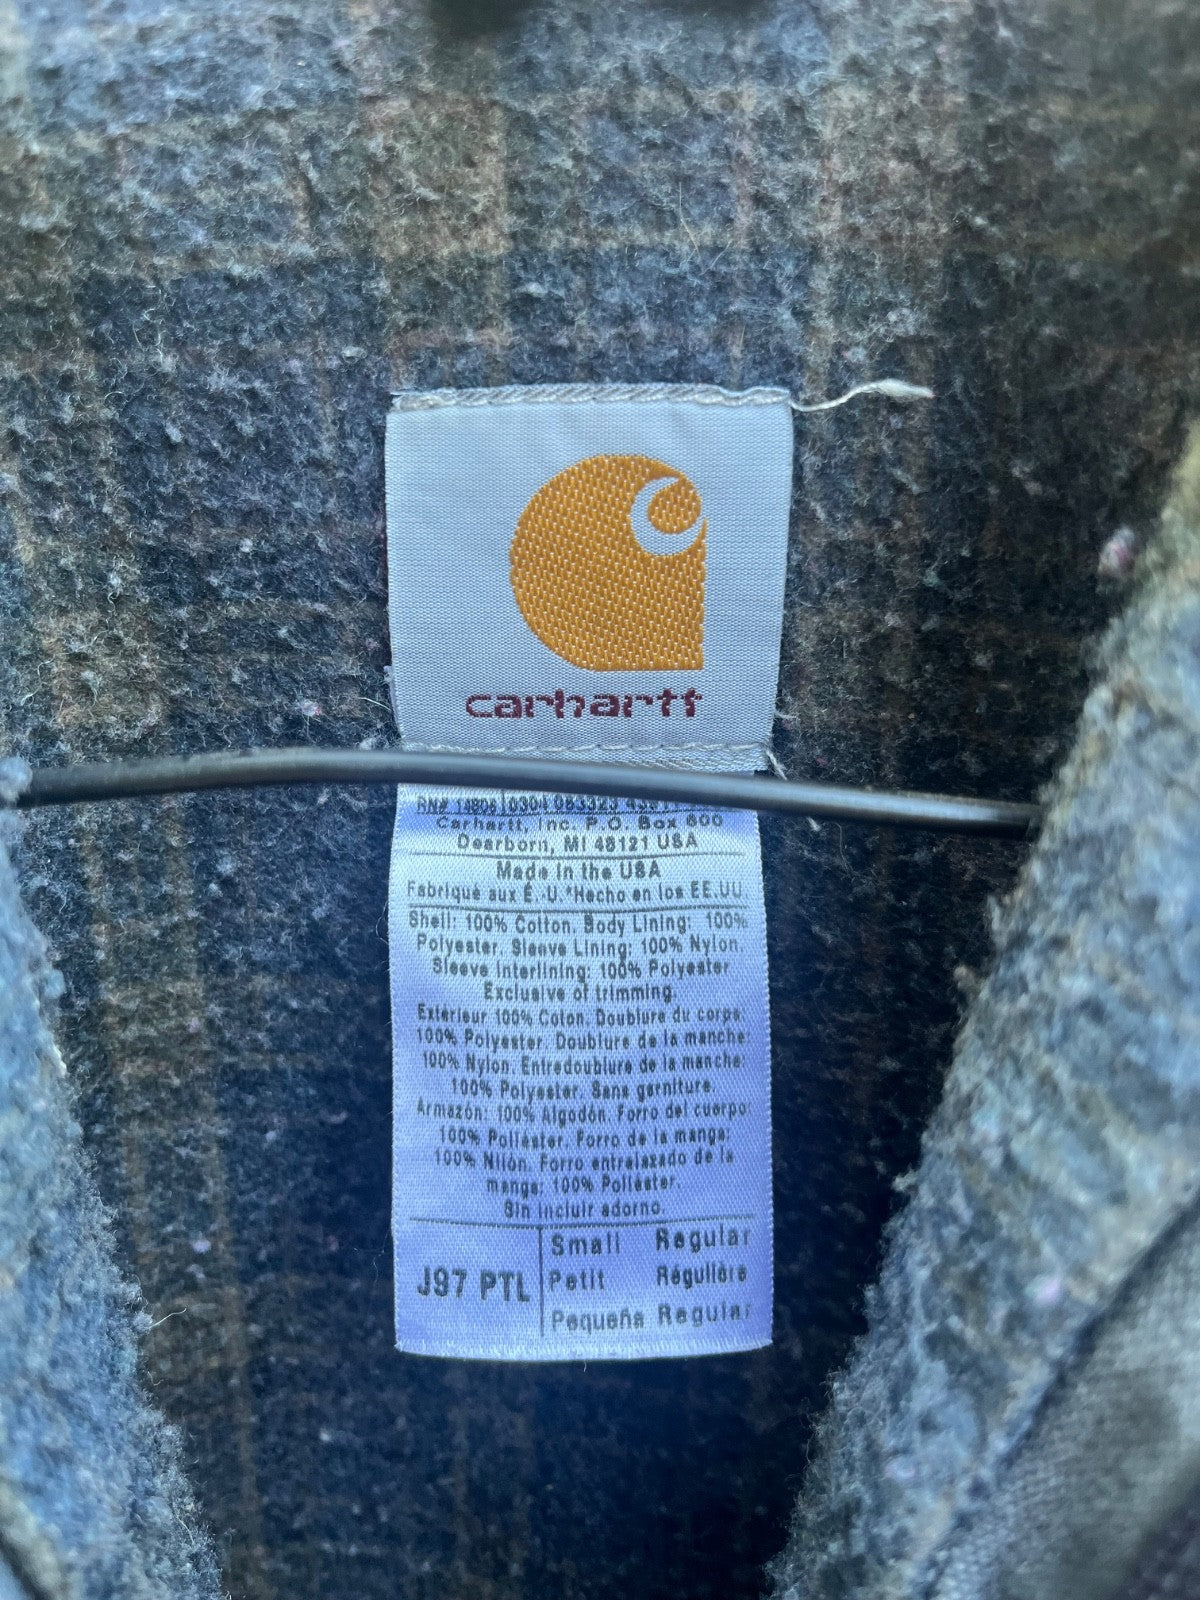 carhartt
RN# 14806 0304 083323
Carhartt, Inc. P.O. Box 600
Dearborn, MI 48121 USA
Made in the USA
Fabriqué aux É.-U. *Hecho en los EE.UU.
Shell: 100% Cotton. Body Lining: 100%
Polyester. Sleeve Lining: 100% Nylon.
Sleeve Interlining: 100% Polyester
Exclusive of trimming.
Extérieur 100% Coton. Doublure du corps:
100% Polyester. Doublure de la manche:
100% Nylon. Entredoublure de la manche:
100% Polyester. Sans garniture.
Armazón: 100% Algodón. Forro del cuerpo:
100% Poliéster. Forro de la manga:
100% Nilón. Forro entrelazado de la
manga: 100% Poliéster.
Sin incluir adorno.
J97 PTL
Small Regular
Petit Régulière
Pequeña Regular